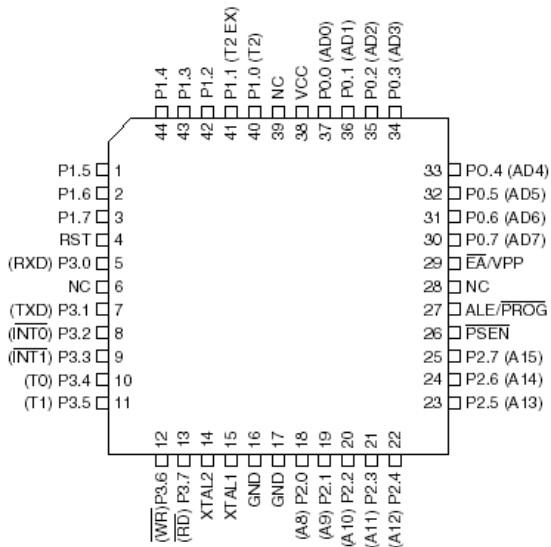 P1.4
P1.3
P1.2
P1.1 (T2 EX)
P1.0 (T2)
NC
VCC
P0.0 (AD0)
P0.1 (AD1)
P0.2 (AD2)
P0.3 (AD3)
44 43 42 41 40 39 38 37 36 35 34
P1.5 1
P1.6 2
P1.7 3
RST 4
(RXD) P3.0 5
NC 6
(TXD) P3.1 7
(INT0) P3.2 8
(INT1) P3.3 9
(T0) P3.4 10
(T1) P3.5 11
33 PO.4 (AD4)
32 P0.5 (AD5)
31 P0.6 (AD6)
30 P0.7 (AD7)
29 EA/VPP
28 NC
27 ALE/PROG
26 PSEN
25 P2.7 (A15)
24 P2.6 (A14)
23 P2.5 (A13)
12 13 14 15 16 17 18 19 20 21 22
(WR) P3.6
(RD) P3.7
XTAL2
XTAL1
GND
GND
(A8) P2.0
(A9) P2.1
(A10) P2.2
(A11) P2.3
(A12) P2.4